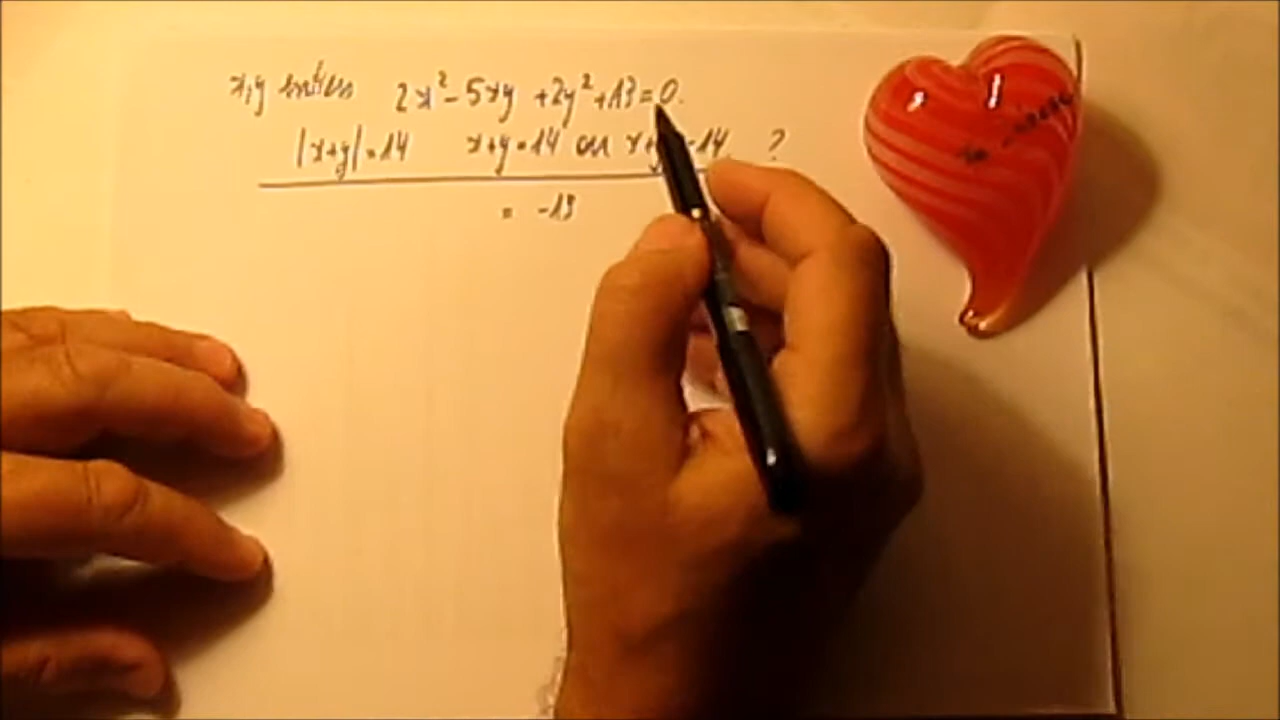 x,y entiers 2x² - 5xy + 2y² + 13 = 0.
|x+y| = 14 x+y = 14 ou x+y = -14 ?
= -13